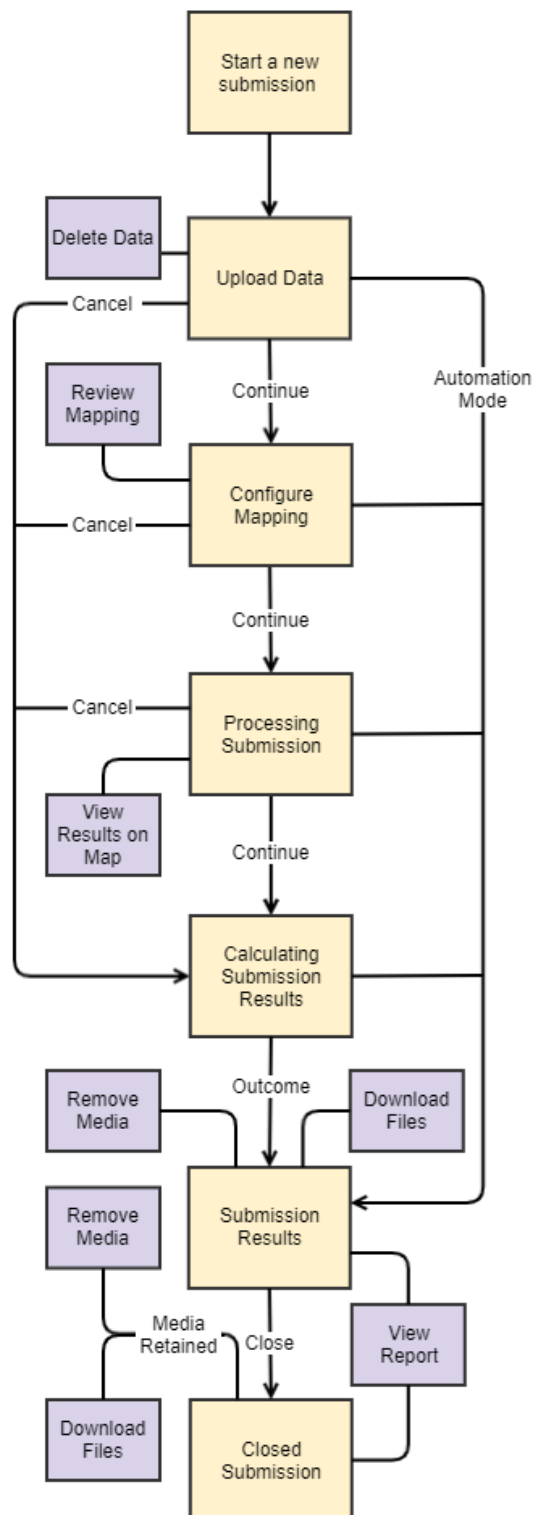 Start a new
submission
Delete Data
Upload Data
Cancel
Automation
Mode
Continue
Review
Mapping
Configure
Mapping
Cancel
Continue
Cancel
Processing
Submission
View
Results on
Map
Continue
Calculating
Submission
Results
Outcome
Remove
Media
Download
Files
Remove
Media
Submission
Results
Media
Retained
Close
View
Report
Download
Files
Closed
Submission